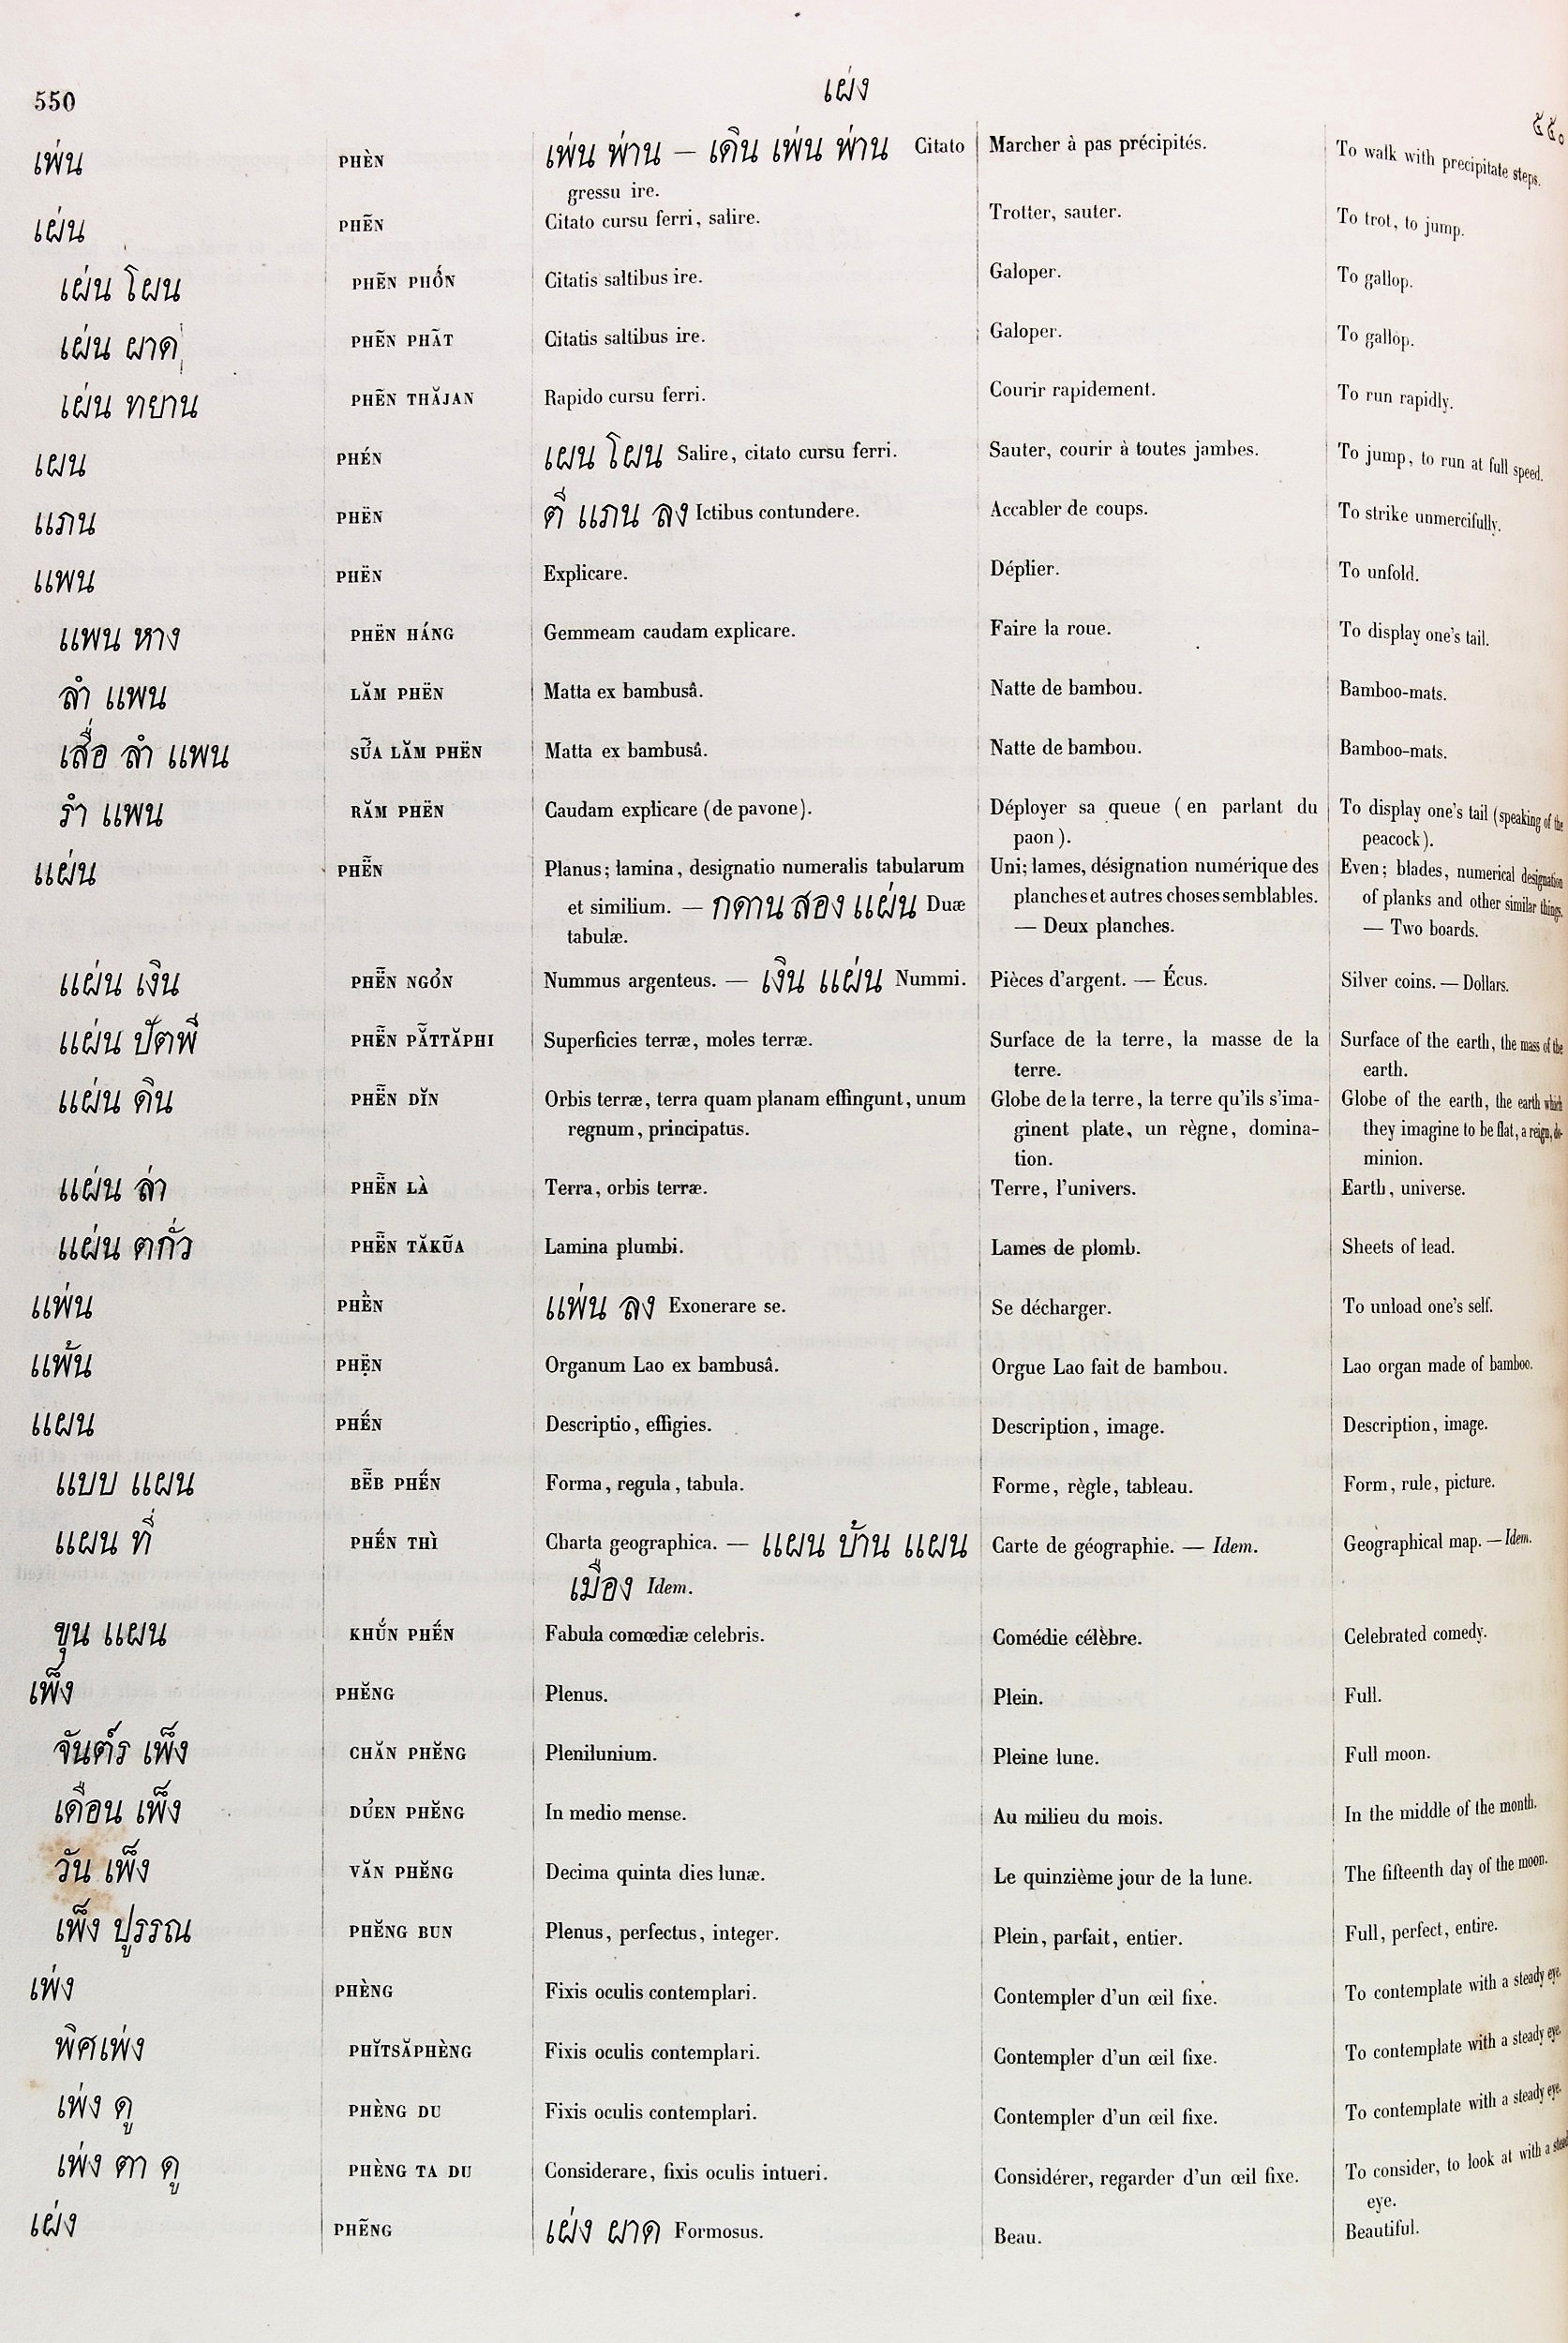 550
เผ่ง
๕๕๐
เพ่น PHÈN เพ่น พ่าน — เดิน เพ่น พ่าน Citato Marcher à pas précipités. To walk with precipitate steps.
gressu ire.
เผ่น PHẼN Citato cursu ferri, salire. Trotter, sauter. To trot, to jump.
เผ่น โผน PHẼN PHỐN Citatis saltibus ire. Galoper. To gallop.
เผ่น ผาด PHẼN PHÃT Citatis saltibus ire. Galoper. To gallop.
เผ่น ทยาน PHẼN THĂJAN Rapido cursu ferri. Courir rapidement. To run rapidly.
เผน PHÉN เผน โผน Salire, citato cursu ferri. Sauter, courir à toutes jambes. To jump, to run at full speed.
แภน PHËN ตี แภน ลง Ictibus contundere. Accabler de coups. To strike unmercifully.
แพน PHËN Explicare. Déplier. To unfold.
แพน หาง PHËN HÁNG Gemmeam caudam explicare. Faire la roue. To display one's tail.
ลำ แพน LĂM PHËN Matta ex bambusâ. Natte de bambou. Bamboo-mats.
เสื่อ ลำ แพน SỮA LĂM PHËN Matta ex bambusâ. Natte de bambou. Bamboo-mats.
รำ แพน RĂM PHËN Caudam explicare (de pavone). Déployer sa queue (en parlant du To display one's tail (speaking of the
paon). peacock).
แผ่น PHË̃N Planus; lamina, designatio numeralis tabularum Uni; lames, désignation numérique des Even; blades, numerical designation
et similium. — กดาน สอง แผ่น Duæ planches et autres choses semblables. of planks and other similar things.
tabulæ. — Deux planches. — Two boards.
แผ่น เงิน PHË̃N NGƠN Nummus argenteus. — เงิน แผ่น Nummi. Pièces d'argent. — Écus. Silver coins. — Dollars.
แผ่น ปัตพี PHË̃N PẴTTĂPHI Superficies terræ, moles terræ. Surface de la terre, la masse de la Surface of the earth, the mass of the
terre. earth.
แผ่น ดิน PHË̃N DĬN Orbis terræ, terra quam planam effingunt, unum Globe de la terre, la terre qu'ils s'ima- Globe of the earth, the earth which
regnum, principatus. ginent plate, un règne, domina- they imagine to be flat, a reign, do-
tion. minion.
แผ่น ล่า PHË̃N LÀ Terra, orbis terræ. Terre, l'univers. Earth, universe.
แผ่น ตกั่ว PHË̃N TĂKŨA Lamina plumbi. Lames de plomb. Sheets of lead.
แพ่น PHË̀N แพ่น ลง Exonerare se. Se décharger. To unload one's self.
แพ้น PHẸ̈N Organum Lao ex bambusâ. Orgue Lao fait de bambou. Lao organ made of bamboo.
แผน PHË́N Descriptio, effigies. Description, image. Description, image.
แบบ แผน BË̃B PHË́N Forma, regula, tabula. Forme, règle, tableau. Form, rule, picture.
แผน ที่ PHË́N THÌ Charta geographica. — แผน บ้าน แผน Carte de géographie. — Idem. Geographical map. — Idem.
เมือง Idem.
ขุน แผน KHŬ́N PHË́N Fabula comœdiæ celebris. Comédie célèbre. Celebrated comedy.
เพ็ง PHĔNG Plenus. Plein. Full.
จันต์ร เพ็ง CHĂN PHĔNG Plenilunium. Pleine lune. Full moon.
เดือน เพ็ง DỦEN PHĔNG In medio mense. Au milieu du mois. In the middle of the month.
วัน เพ็ง VĂN PHĔNG Decima quinta dies lunæ. Le quinzième jour de la lune. The fifteenth day of the moon.
เพ็ง ปูรรณ PHĔNG BUN Plenus, perfectus, integer. Plein, parfait, entier. Full, perfect, entire.
เพ่ง PHÈNG Fixis oculis contemplari. Contempler d'un œil fixe. To contemplate with a steady eye.
พิศเพ่ง PHĬTSĂPHÈNG Fixis oculis contemplari. Contempler d'un œil fixe. To contemplate with a steady eye.
เพ่ง ดู PHÈNG DU Fixis oculis contemplari. Contempler d'un œil fixe. To contemplate with a steady eye.
เพ่ง ตา ดู PHÈNG TA DU Considerare, fixis oculis intueri. Considérer, regarder d'un œil fixe. To consider, to look at with a steady
eye.
เผ่ง PHẼNG เผ่ง ผาด Formosus. Beau. Beautiful.